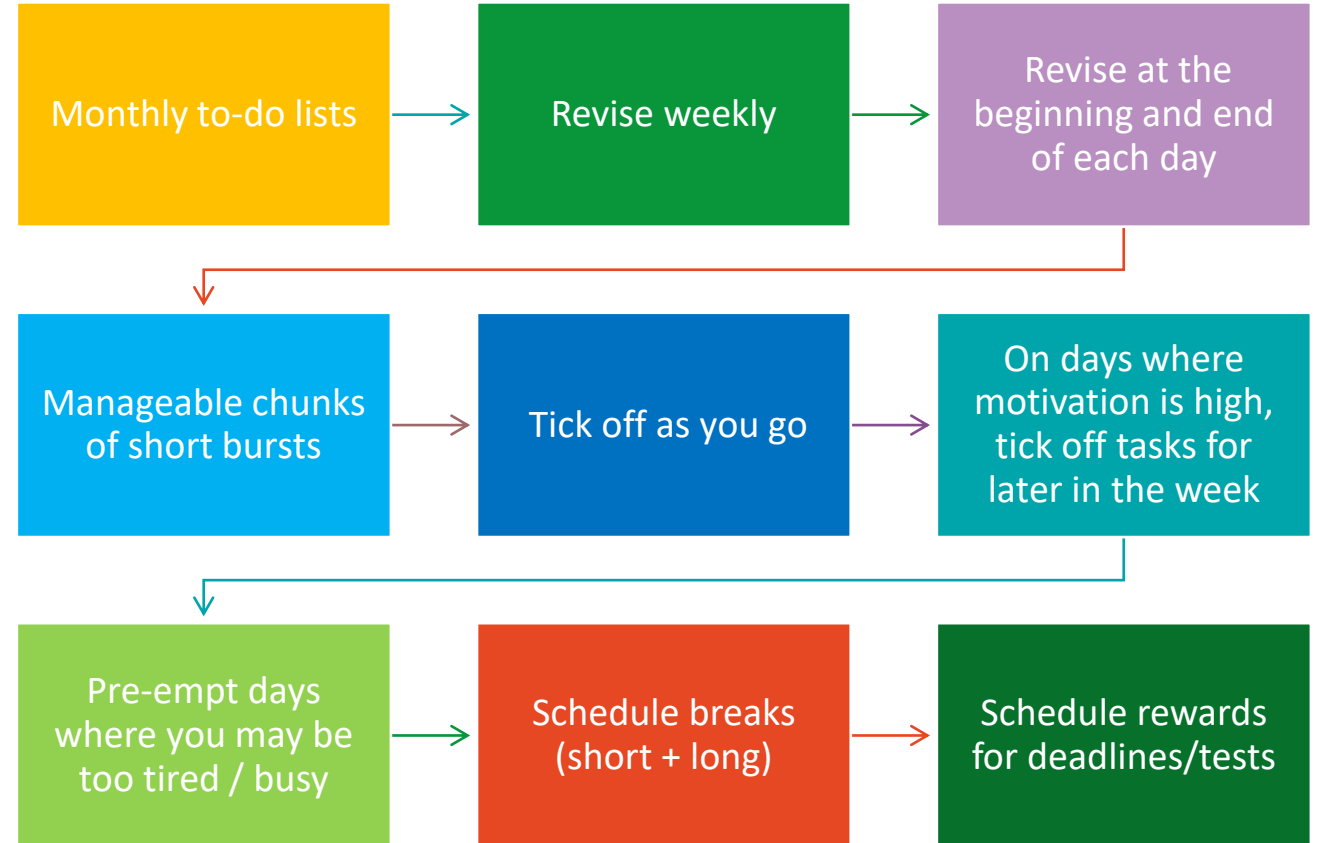 Monthly to-do lists
Revise weekly
Revise at the
beginning and end
of each day
Manageable chunks
of short bursts
Tick off as you go
On days where
motivation is high,
tick off tasks for
later in the week
Pre-empt days
where you may be
too tired / busy
Schedule breaks
(short + long)
Schedule rewards
for deadlines/tests